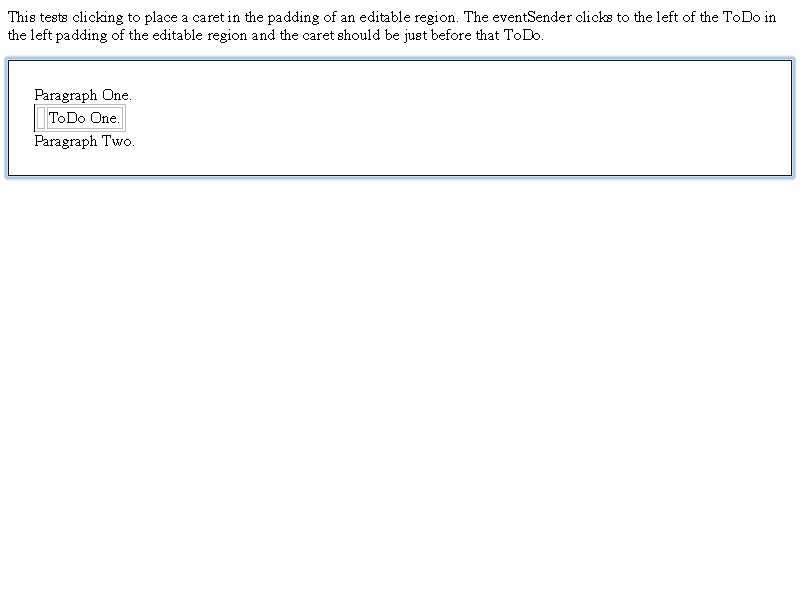 This tests clicking to place a caret in the padding of an editable region. The eventSender clicks to the left of the ToDo in
the left padding of the editable region and the caret should be just before that ToDo.
Paragraph One.
ToDo One.
Paragraph Two.